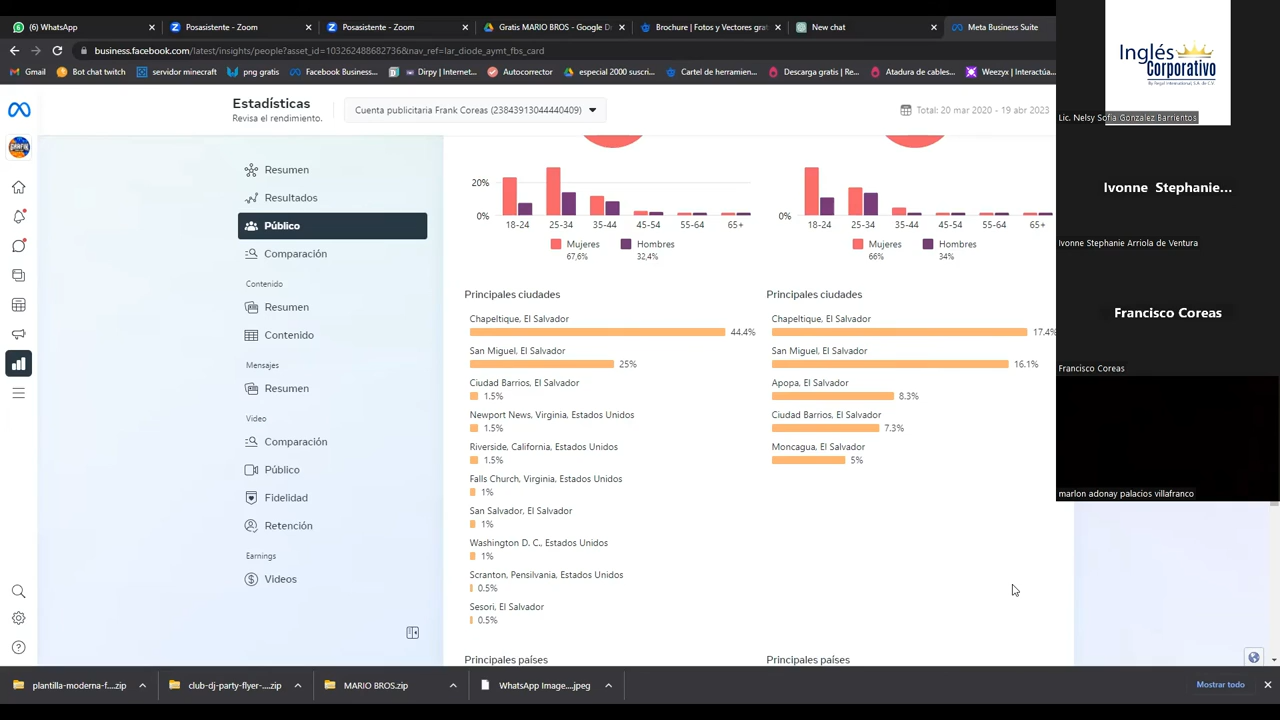 WhatsApp
Posasistente - Zoom
Posasistente - Zoom
Gratis MARIO BROS - Google Dr
Brochure | Fotos y Vectores grat
New chat
Meta Business Suite
business.facebook.com/latest/insights/people?asset_id=103262488682736&nav_ref=lar_diode_aymt_fbs_card
Gmail
Bot chat twitch
servidor minecraft
png gratis
Facebook Business...
Dirpy | Internet...
Autocorrector
especial 2000 suscri...
Cartel de herramien...
Descarga gratis | Re...
Atadura de cables...
Weezyx | Interactúa...
Estadísticas
Revisa el rendimiento.
Cuenta publicitaria Frank Coreas (23843913044440409)
Total: 20 mar 2020 - 19 abr 2023
Resumen
Resultados
Público
Comparación
Contenido
Resumen
Contenido
Mensajes
Resumen
Video
Comparación
Público
Fidelidad
Retención
Earnings
Videos
20%
0%
18-24 25-34 35-44 45-54 55-64 65+
Mujeres
67,6%
Hombres
32,4%
0%
18-24 25-34 35-44 45-54 55-64 65+
Mujeres
66%
Hombres
34%
Principales ciudades
Chapeltique, El Salvador
44.4%
San Miguel, El Salvador
25%
Ciudad Barrios, El Salvador
1.5%
Newport News, Virginia, Estados Unidos
1.5%
Riverside, California, Estados Unidos
1.5%
Falls Church, Virginia, Estados Unidos
1%
San Salvador, El Salvador
1%
Washington D. C., Estados Unidos
1%
Scranton, Pensilvania, Estados Unidos
0.5%
Sesori, El Salvador
0.5%
Principales países
Principales ciudades
Chapeltique, El Salvador
17.4%
San Miguel, El Salvador
16.1%
Apopa, El Salvador
8.3%
Ciudad Barrios, El Salvador
7.3%
Moncagua, El Salvador
5%
Principales países
Inglés
Corporativo
Lic. Nelsy Sofia Gonzalez Barrientos
Ivonne Stephanie...
Ivonne Stephanie Arriola de Ventura
Francisco Coreas
Francisco Coreas
marlon adonay palacios villafranco
plantilla-moderna-f....zip
club-dj-party-flyer-....zip
MARIO BROS.zip
WhatsApp Image....jpeg
Mostrar todo